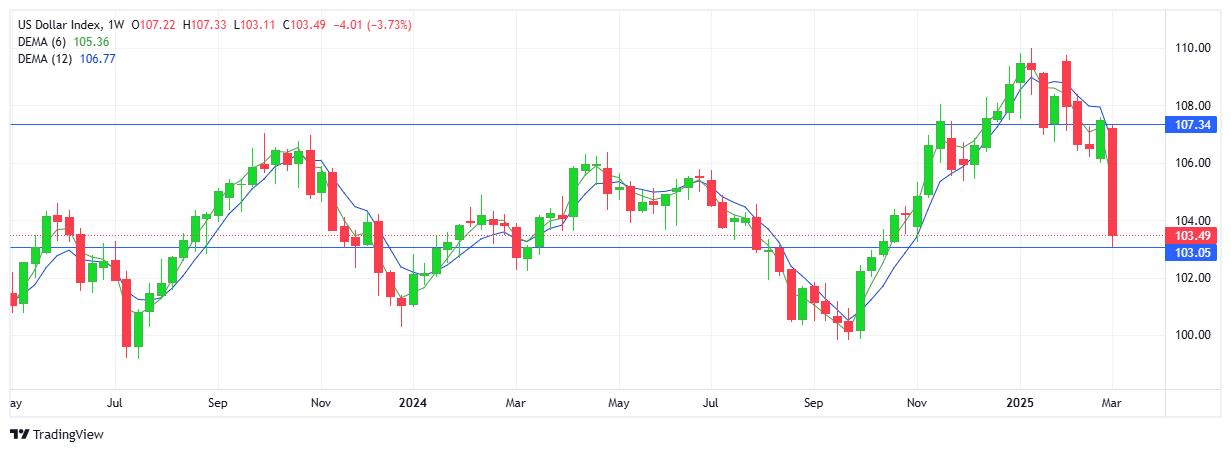 US Dollar Index, 1W O107.22 H107.33 L103.11 C103.49 −4.01 (−3.73%)
DEMA (6) 105.36
DEMA (12) 106.77
110.00
108.00
107.34
106.00
104.00
103.49
103.05
102.00
100.00
ay Jul Sep Nov 2024 Mar May Jul Sep Nov 2025 Mar
TradingView